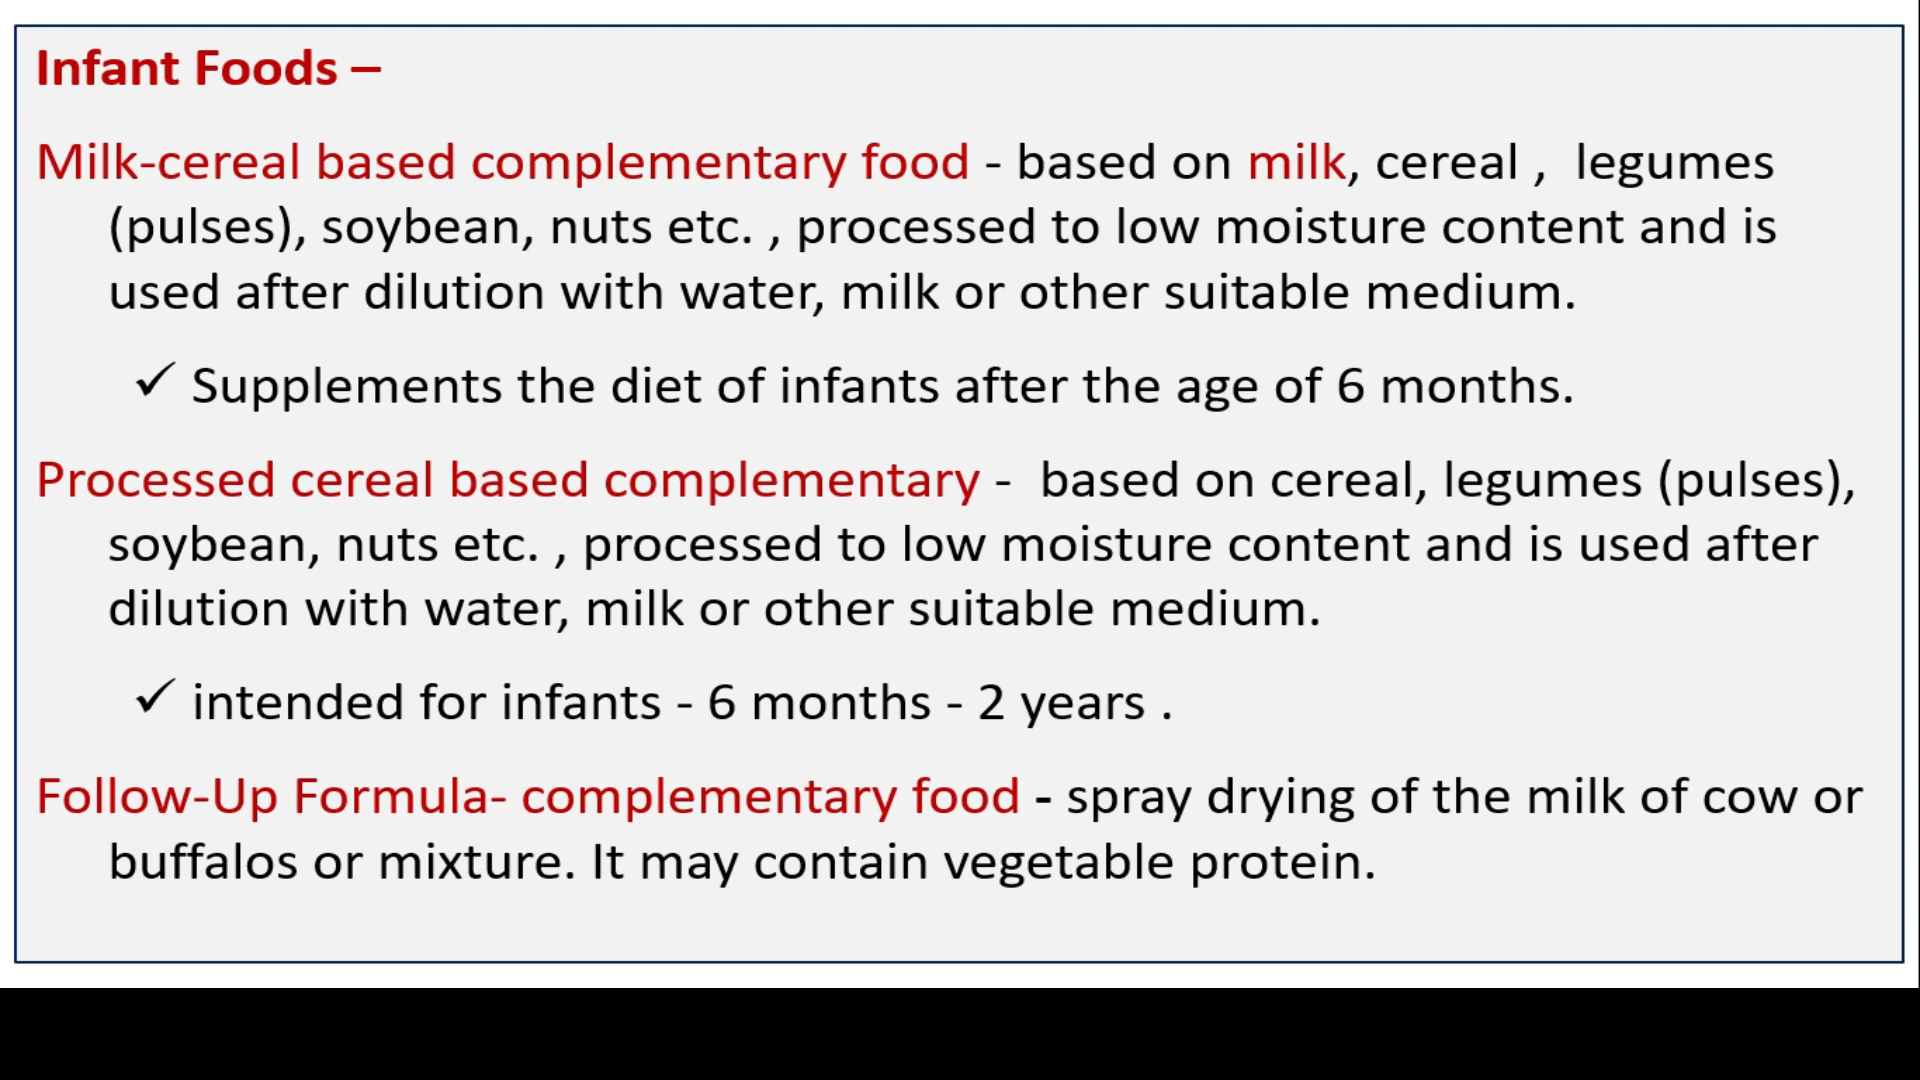 Infant Foods –
Milk-cereal based complementary food - based on milk, cereal ,  legumes
(pulses), soybean, nuts etc. , processed to low moisture content and is
used after dilution with water, milk or other suitable medium.
✓ Supplements the diet of infants after the age of 6 months.
Processed cereal based complementary -  based on cereal, legumes (pulses),
soybean, nuts etc. , processed to low moisture content and is used after
dilution with water, milk or other suitable medium.
✓ intended for infants - 6 months - 2 years .
Follow-Up Formula- complementary food - spray drying of the milk of cow or
buffalos or mixture. It may contain vegetable protein.